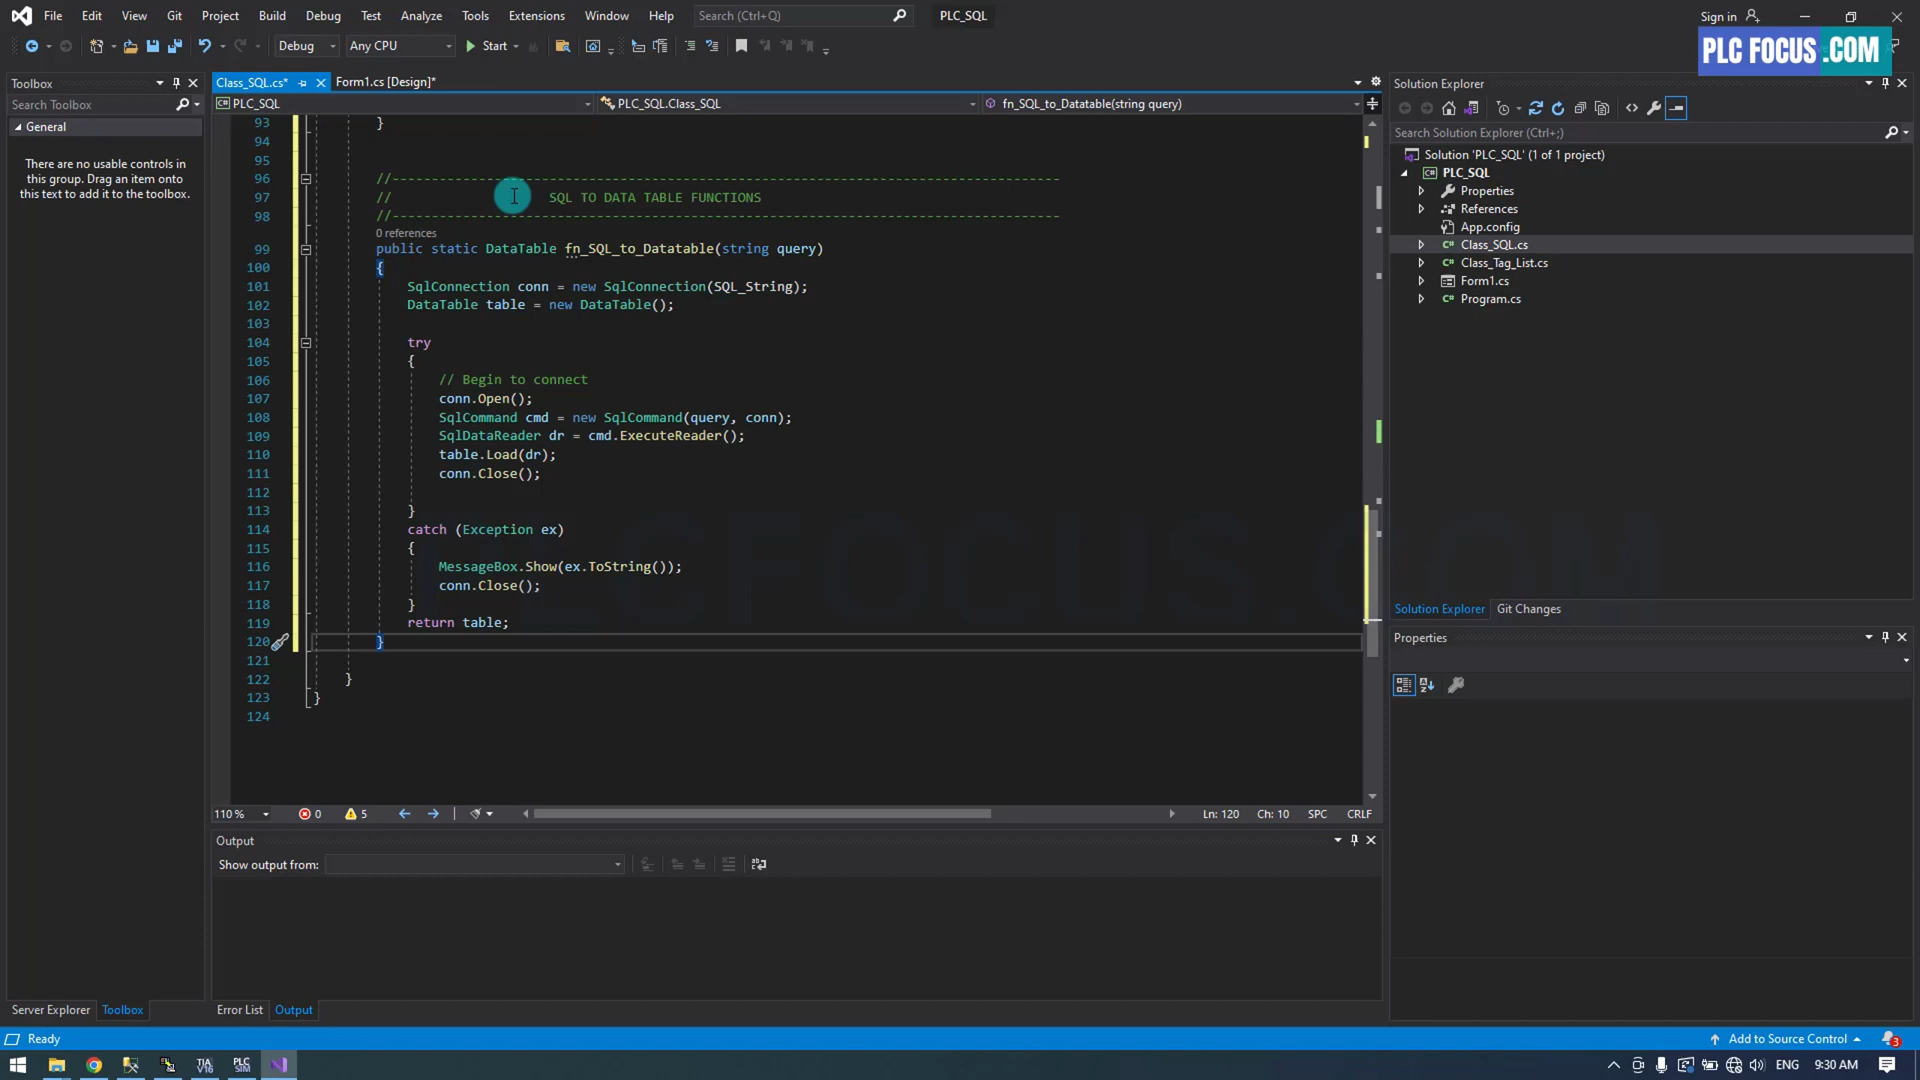 File Edit View Git Project Build Debug Test Analyze Tools Extensions Window Help Search (Ctrl+Q) PLC_SQL Sign in
Debug Any CPU Start
PLC FOCUS .COM
Toolbox
Search Toolbox
General
There are no usable controls in
this group. Drag an item onto
this text to add it to the toolbox.
Class_SQL.cs* Form1.cs [Design]*
PLC_SQL PLC_SQL.Class_SQL fn_SQL_to_Datatable(string query)
93 }
94
95
96 //-------------------------------------------------------------------------------------
97 // SQL TO DATA TABLE FUNCTIONS
98 //-------------------------------------------------------------------------------------
0 references
99 public static DataTable fn_SQL_to_Datatable(string query)
100 {
101 SqlConnection conn = new SqlConnection(SQL_String);
102 DataTable table = new DataTable();
103
104 try
105 {
106 // Begin to connect
107 conn.Open();
108 SqlCommand cmd = new SqlCommand(query, conn);
109 SqlDataReader dr = cmd.ExecuteReader();
110 table.Load(dr);
111 conn.Close();
112
113 }
114 catch (Exception ex)
115 {
116 MessageBox.Show(ex.ToString());
117 conn.Close();
118 }
119 return table;
120 }
121
122 }
123 }
124
PLCFOCUS.COM
110 % 0 5 Ln: 120 Ch: 10 SPC CRLF
Output
Show output from:
Server Explorer Toolbox Error List Output
Solution Explorer
Search Solution Explorer (Ctrl+;)
Solution 'PLC_SQL' (1 of 1 project)
PLC_SQL
Properties
References
App.config
Class_SQL.cs
Class_Tag_List.cs
Form1.cs
Program.cs
Solution Explorer Git Changes
Properties
Ready Add to Source Control 3
TIA V16 PLC SIM ENG 9:30 AM